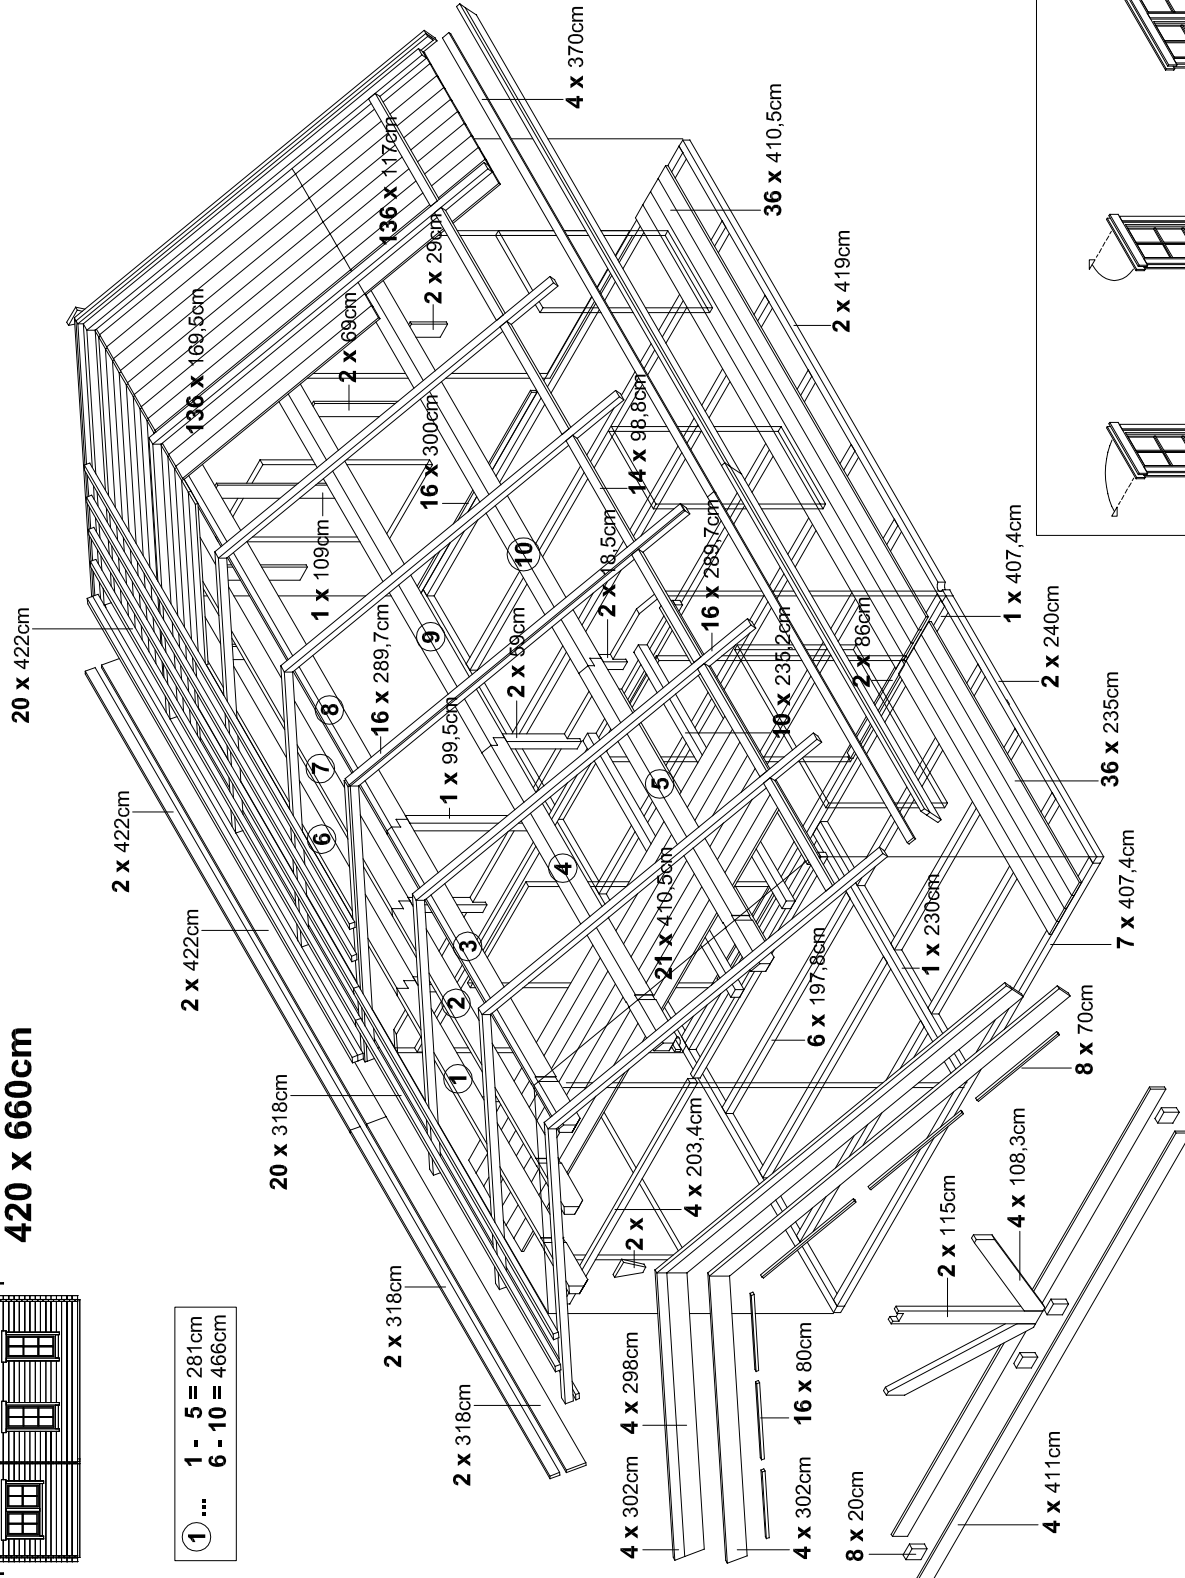 420 x 660cm
1 ... 1 - 5 = 281cm
6 - 10 = 466cm
20 x 422cm
2 x 422cm
2 x 422cm
20 x 318cm
2 x 318cm
2 x 318cm
136 x 169,5cm
136 x 117cm
2 x 29cm
2 x 69cm
16 x 300cm
1 x 109cm
16 x 289,7cm
1 x 99,5cm
2 x 59cm
2 x 18,5cm
14 x 98,8cm
16 x 289,7cm
10 x 235,2cm
2 x 86cm
21 x 410,5cm
1
2
3
4
5
6
7
8
9
10
4 x 370cm
36 x 410,5cm
2 x 419cm
1 x 407,4cm
2 x 240cm
36 x 235cm
7 x 407,4cm
1 x 230cm
6 x 197,8cm
4 x 203,4cm
2 x
8 x 70cm
4 x 298cm
4 x 302cm
16 x 80cm
4 x 302cm
2 x 115cm
4 x 108,3cm
8 x 20cm
4 x 411cm